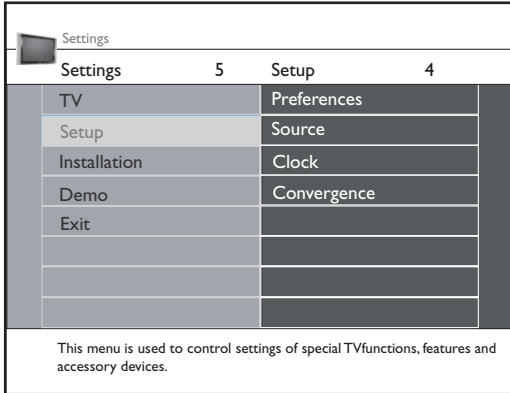 Settings
Settings 5 Setup 4
TV Preferences
Setup Source
Installation Clock
Demo Convergence
Exit
This menu is used to control settings of special TVfunctions, features and
accessory devices.